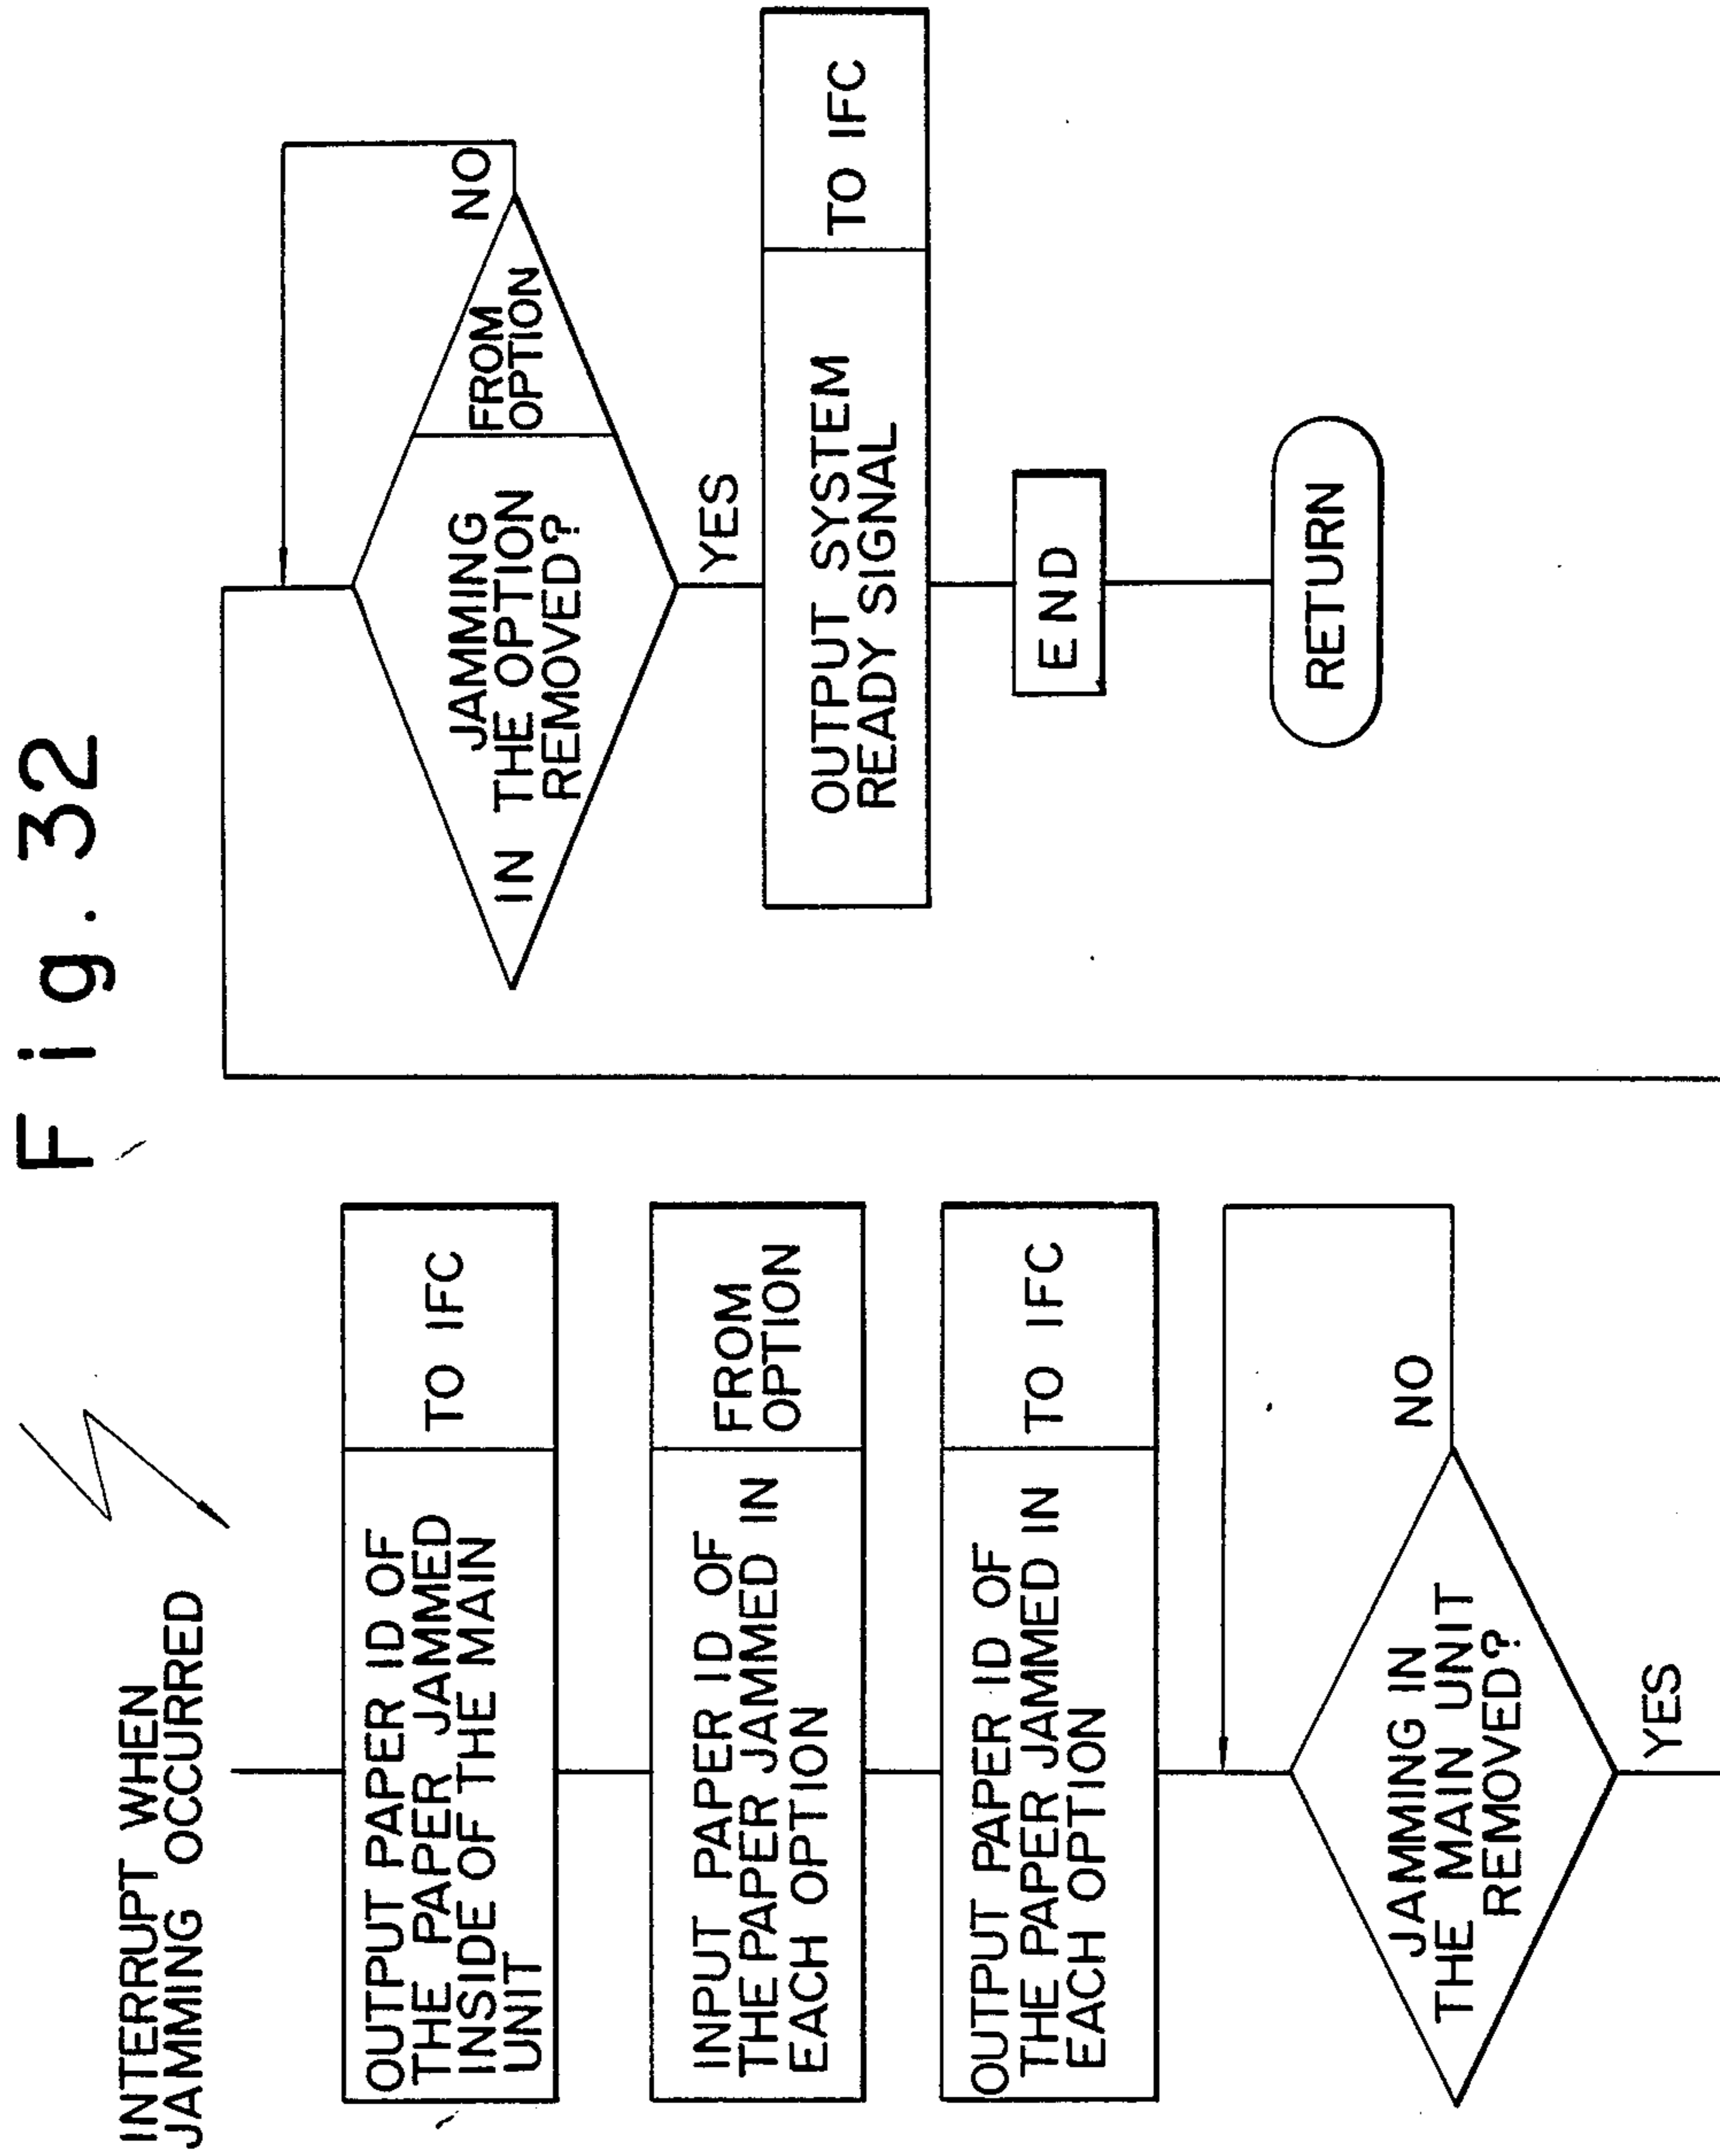 Fig. 32
INTERRUPT WHEN
JAMMING OCCURRED
OUTPUT PAPER ID OF
THE PAPER JAMMED
INSIDE OF THE MAIN
UNIT
TO IFC
INPUT PAPER ID OF
THE PAPER JAMMED IN
EACH OPTION
FROM
OPTION
OUTPUT PAPER ID OF
THE PAPER JAMMED IN
EACH OPTION
TO IFC
JAMMING IN
THE MAIN UNIT
REMOVED?
NO
YES
JAMMING
IN THE OPTION
REMOVED?
FROM
OPTION
NO
YES
OUTPUT SYSTEM
READY SIGNAL
TO IFC
END
RETURN